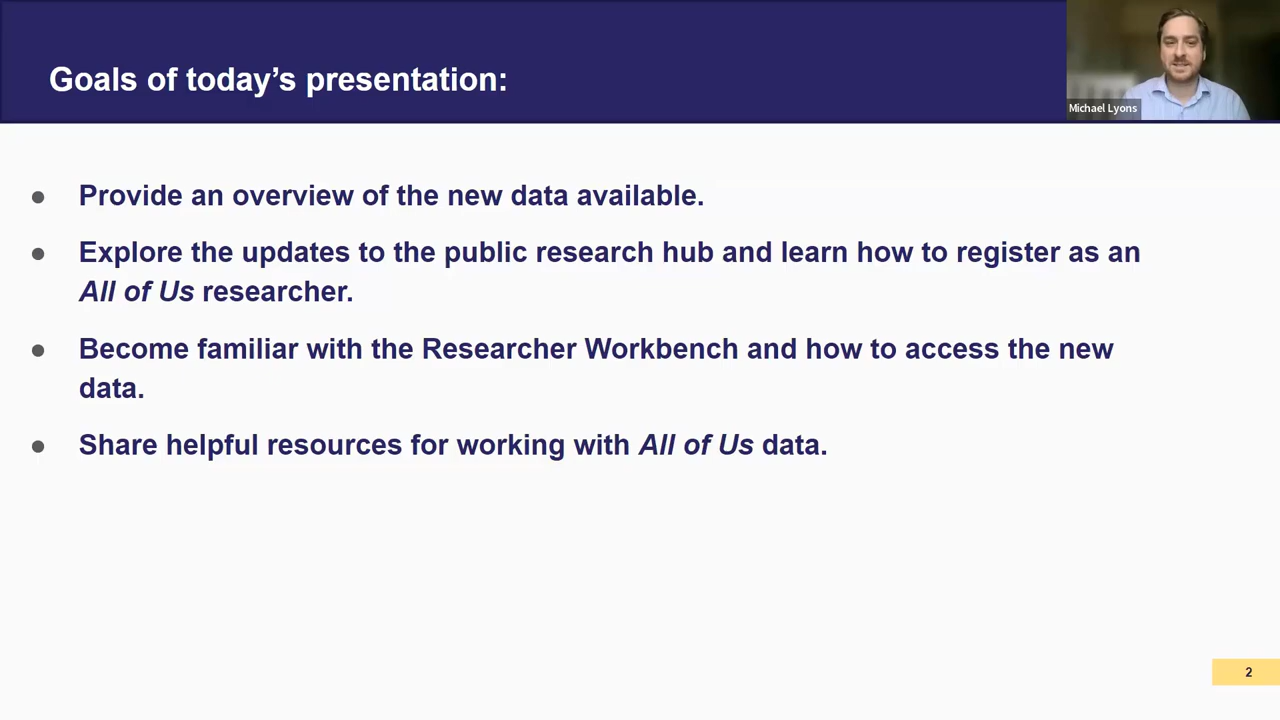 Goals of today’s presentation:
Michael Lyons
● Provide an overview of the new data available.
● Explore the updates to the public research hub and learn how to register as an
All of Us researcher.
● Become familiar with the Researcher Workbench and how to access the new
data.
● Share helpful resources for working with All of Us data.
2